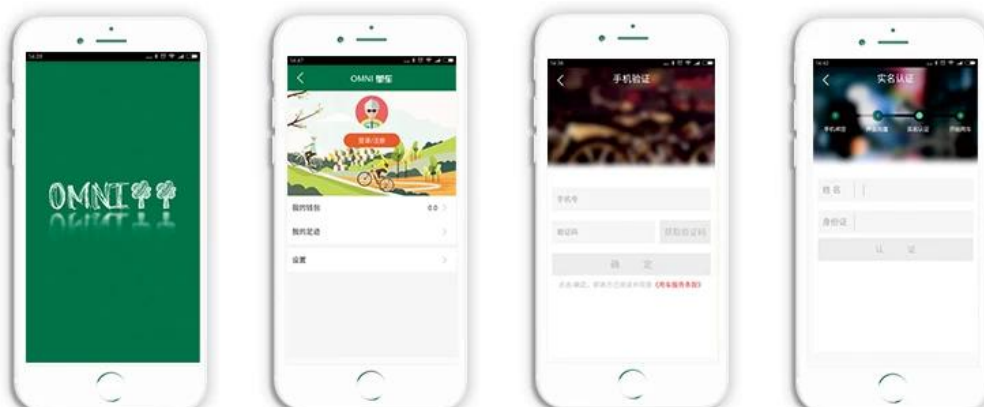 OMNI
OMNI 單车
登录/注册
我的钱包 0.0
我的足迹
设置
手机验证
手机号
验证码 获取验证码
确 定
《用车服务条款》
实名认证
手机绑定 实名认证 开始用车
姓名
身份证
认 证